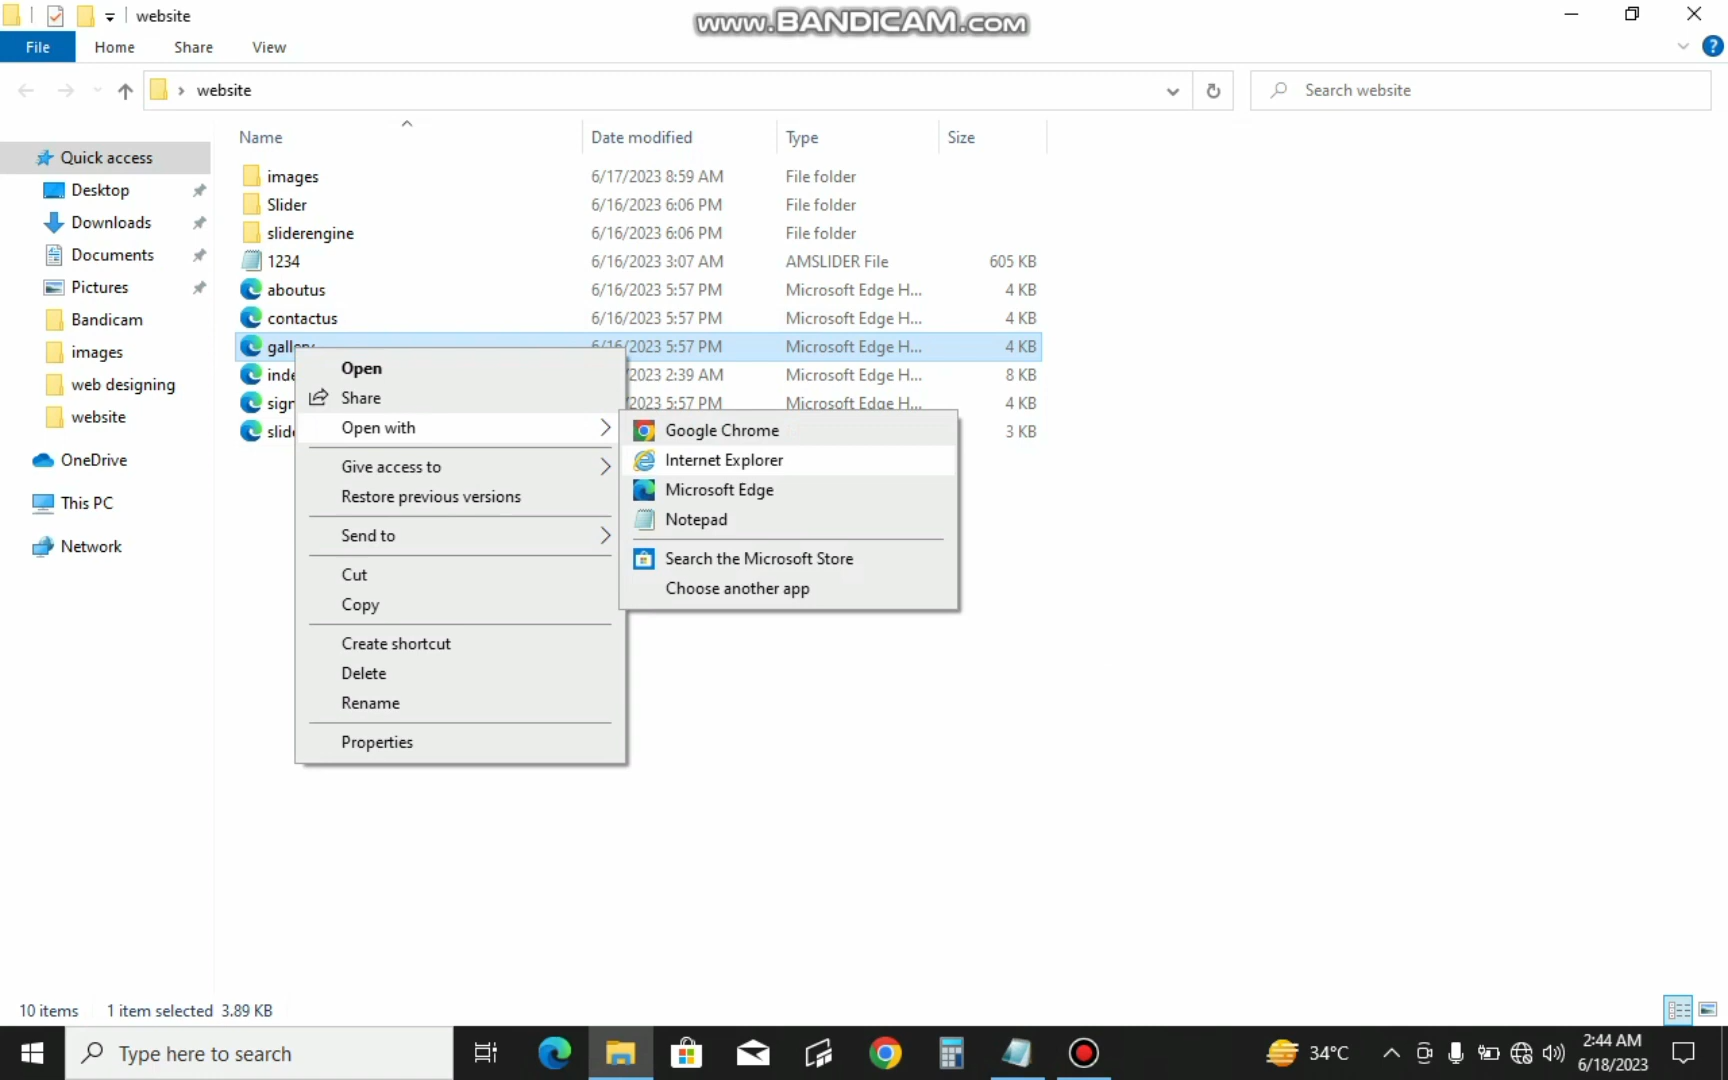 website
www.BANDICAM.com
File Home Share View
website
Search website
Name Date modified Type Size
Quick access
Desktop
Downloads
Documents
Pictures
Bandicam
images
web designing
website
OneDrive
This PC
Network
images 6/17/2023 8:59 AM File folder
Slider 6/16/2023 6:06 PM File folder
sliderengine 6/16/2023 6:06 PM File folder
1234 6/16/2023 3:07 AM AMSLIDER File 605 KB
aboutus 6/16/2023 5:57 PM Microsoft Edge H... 4 KB
contactus 6/16/2023 5:57 PM Microsoft Edge H... 4 KB
gallery 6/16/2023 5:57 PM Microsoft Edge H... 4 KB
inde 2023 2:39 AM Microsoft Edge H... 8 KB
sign 2023 5:57 PM Microsoft Edge H... 4 KB
slide 3 KB
Open
Share
Open with
Give access to
Restore previous versions
Send to
Cut
Copy
Create shortcut
Delete
Rename
Properties
Google Chrome
Internet Explorer
Microsoft Edge
Notepad
Search the Microsoft Store
Choose another app
10 items 1 item selected 3.89 KB
Type here to search
34°C
2:44 AM
6/18/2023